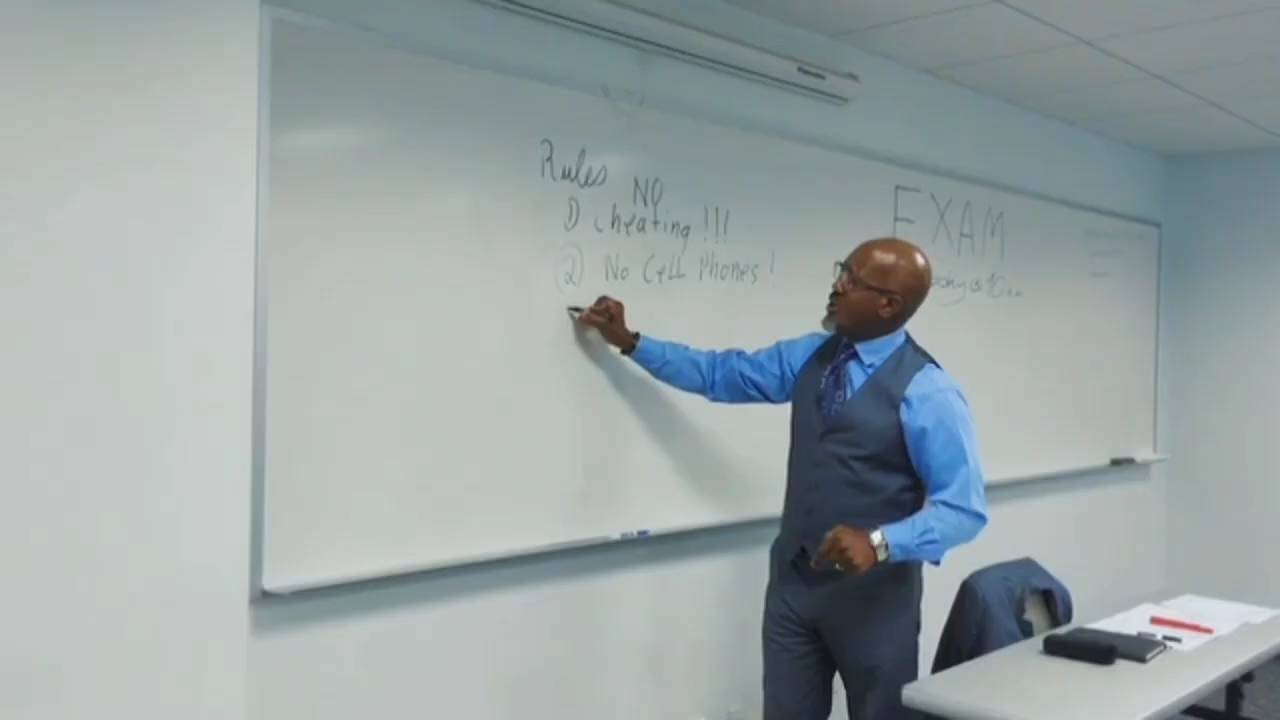 Rules
NO
1) cheating !!!
2) No Cell Phones !
EXAM